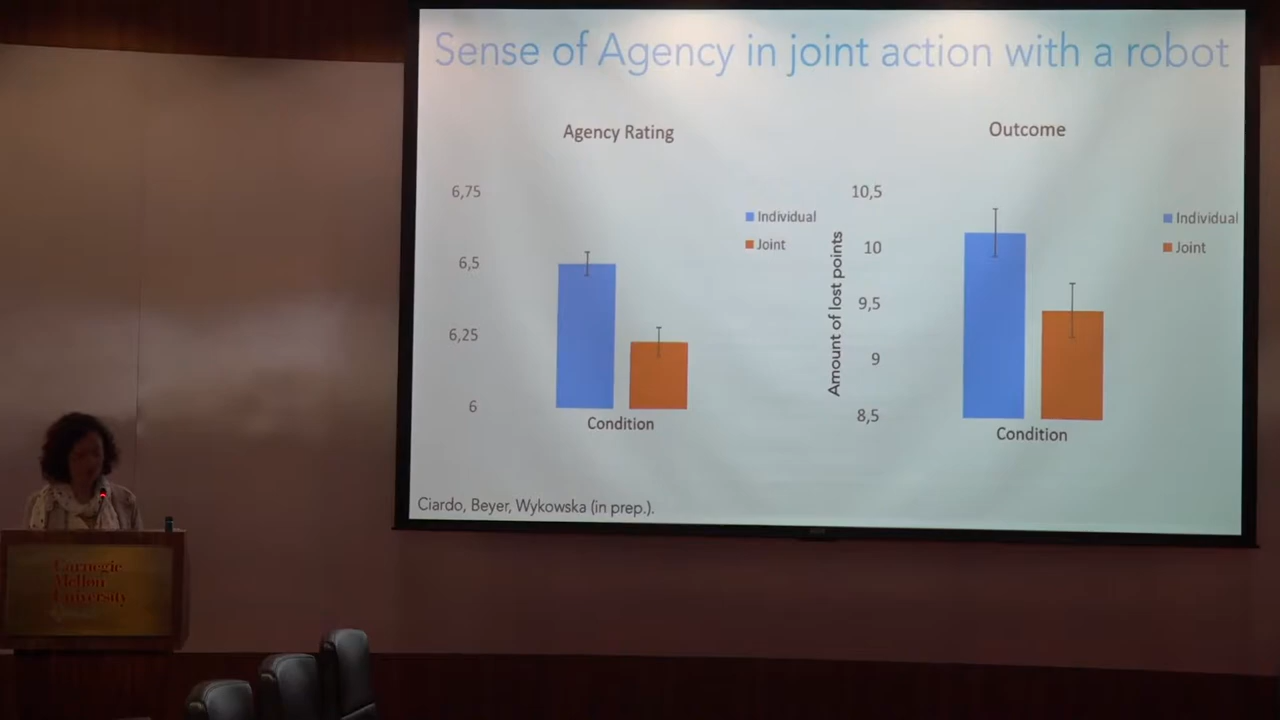 Sense of Agency in joint action with a robot
Agency Rating
6,75
6,5
6,25
6
Individual
Joint
Condition
Outcome
Amount of lost points
10,5
10
9,5
9
8,5
Individual
Joint
Condition
Ciardo, Beyer, Wykowska (in prep.).
Carnegie
Mellon
University